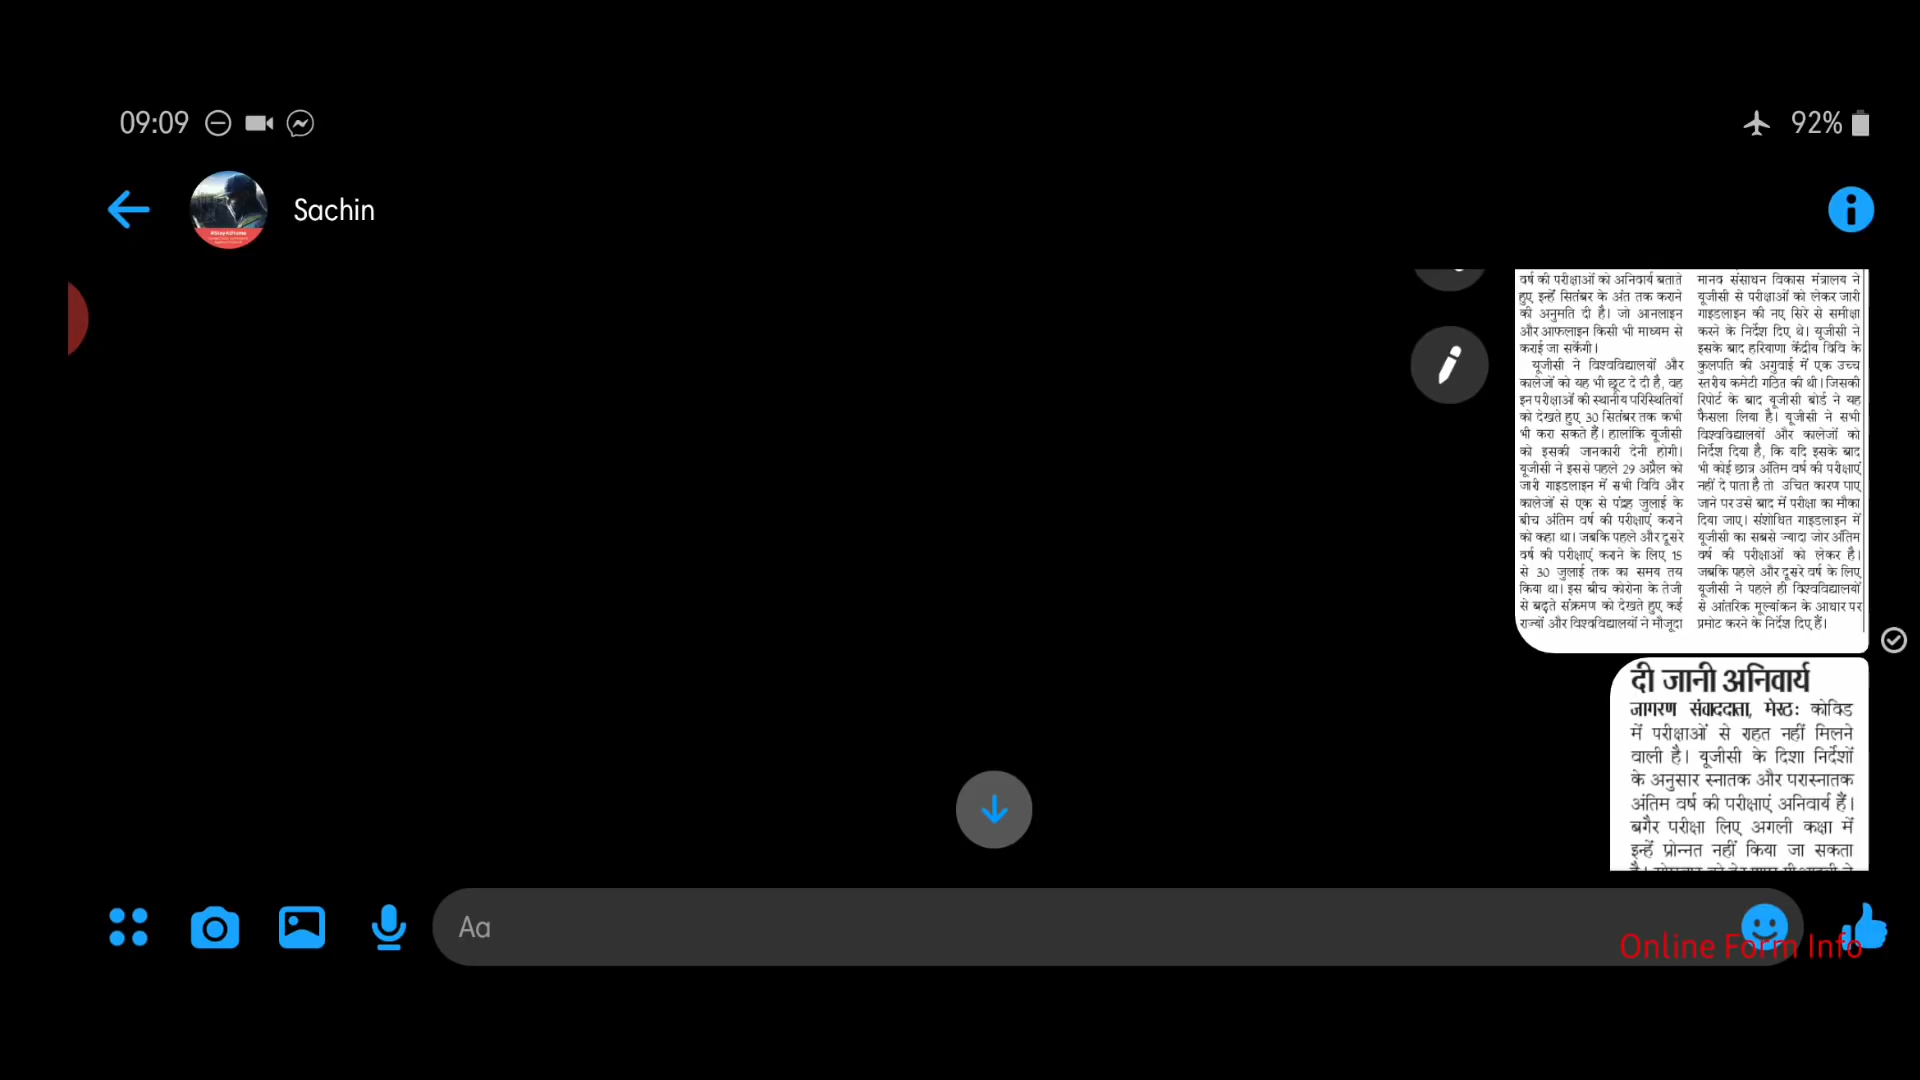 09:09
92%
Sachin
#StayAtHome
वर्ष की परीक्षाओं को अनिवार्य बताते
हुए इन्हें सितंबर के अंत तक कराने
की अनुमति दी है। जो आनलाइन
और आफलाइन किसी भी माध्यम से
कराई जा सकेंगी।
यूजीसी ने विश्वविद्यालयों और
कालेजों को यह भी छूट दे दी है, वह
इन परीक्षाओं की स्थानीय परिस्थितियों
को देखते हुए 30 सितंबर तक कभी
भी करा सकते हैं। हालांकि यूजीसी
को इसकी जानकारी देनी होगी।
यूजीसी ने इससे पहले 29 अप्रैल को
जारी गाइडलाइन में सभी विवि और
कालेजों से एक से पंद्रह जुलाई के
बीच अंतिम वर्ष की परीक्षाएं कराने
को कहा था। जबकि पहले और दूसरे
वर्ष की परीक्षाएं कराने के लिए 15
से 30 जुलाई तक का समय तय
किया था। इस बीच कोरोना के तेजी
से बढ़ते संक्रमण को देखते हुए कई
राज्यों और विश्वविद्यालयों ने मौजूदा
मानव संसाधन विकास मंत्रालय ने
यूजीसी से परीक्षाओं को लेकर जारी
गाइडलाइन की नए सिरे से समीक्षा
करने के निर्देश दिए थे। यूजीसी ने
इसके बाद हरियाणा केंद्रीय विवि के
कुलपति की अगुवाई में एक उच्च
स्तरीय कमेटी गठित की थी। जिसकी
रिपोर्ट के बाद यूजीसी बोर्ड ने यह
फैसला लिया है। यूजीसी ने सभी
विश्वविद्यालयों और कालेजों को
निर्देश दिया है, कि यदि इसके बाद
भी कोई छात्र अंतिम वर्ष की परीक्षाएं
नहीं दे पाता है तो उचित कारण पाए
जाने पर उसे बाद में परीक्षा का मौका
दिया जाए। संशोधित गाइडलाइन में
यूजीसी का सबसे ज्यादा जोर अंतिम
वर्ष की परीक्षाओं को लेकर है।
जबकि पहले और दूसरे वर्ष के लिए
यूजीसी ने पहले ही विश्वविद्यालयों
से आंतरिक मूल्यांकन के आधार पर
प्रमोट करने के निर्देश दिए हैं।
दी जानी अनिवार्य
जागरण संवाददाता, मेरठः कोविड
में परीक्षाओं से राहत नहीं मिलने
वाली है। यूजीसी के दिशा निर्देशों
के अनुसार स्नातक और परास्नातक
अंतिम वर्ष की परीक्षाएं अनिवार्य हैं।
बगैर परीक्षा लिए अगली कक्षा में
इन्हें प्रोन्नत नहीं किया जा सकता
Aa
Online Form Info